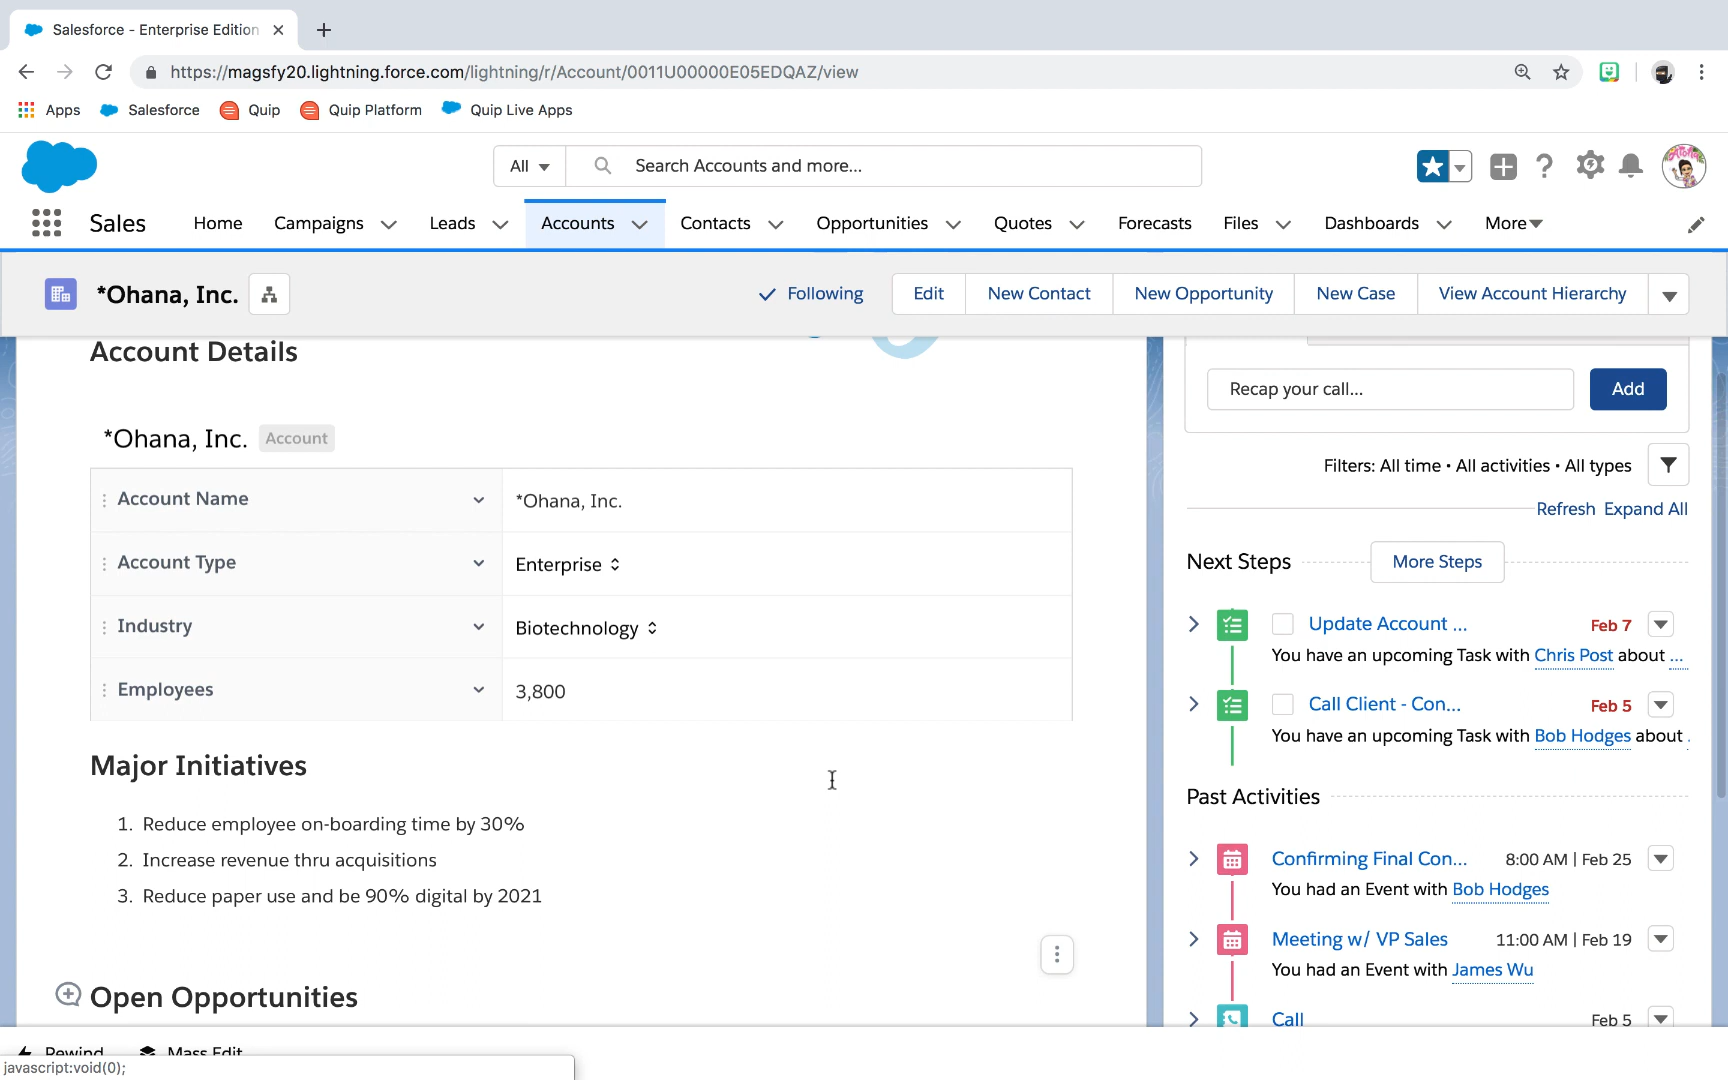 Salesforce - Enterprise Edition
https://magsfy20.lightning.force.com/lightning/r/Account/0011U00000E05EDQAZ/view
Apps Salesforce Quip Quip Platform Quip Live Apps
All Search Accounts and more...
Sales Home Campaigns Leads Accounts Contacts Opportunities Quotes Forecasts Files Dashboards More
*Ohana, Inc. Following Edit New Contact New Opportunity New Case View Account Hierarchy
Account Details
*Ohana, Inc. Account
Account Name *Ohana, Inc.
Account Type Enterprise
Industry Biotechnology
Employees 3,800
Major Initiatives
1. Reduce employee on-boarding time by 30%
2. Increase revenue thru acquisitions
3. Reduce paper use and be 90% digital by 2021
Open Opportunities
Recap your call... Add
Filters: All time • All activities • All types
Refresh Expand All
Next Steps More Steps
Update Account ... Feb 7
You have an upcoming Task with Chris Post about ...
Call Client - Con... Feb 5
You have an upcoming Task with Bob Hodges about .
Past Activities
Confirming Final Con... 8:00 AM | Feb 25
You had an Event with Bob Hodges
Meeting w/ VP Sales 11:00 AM | Feb 19
You had an Event with James Wu
Call Feb 5
Rewind Mass Edit
javascript:void(0);